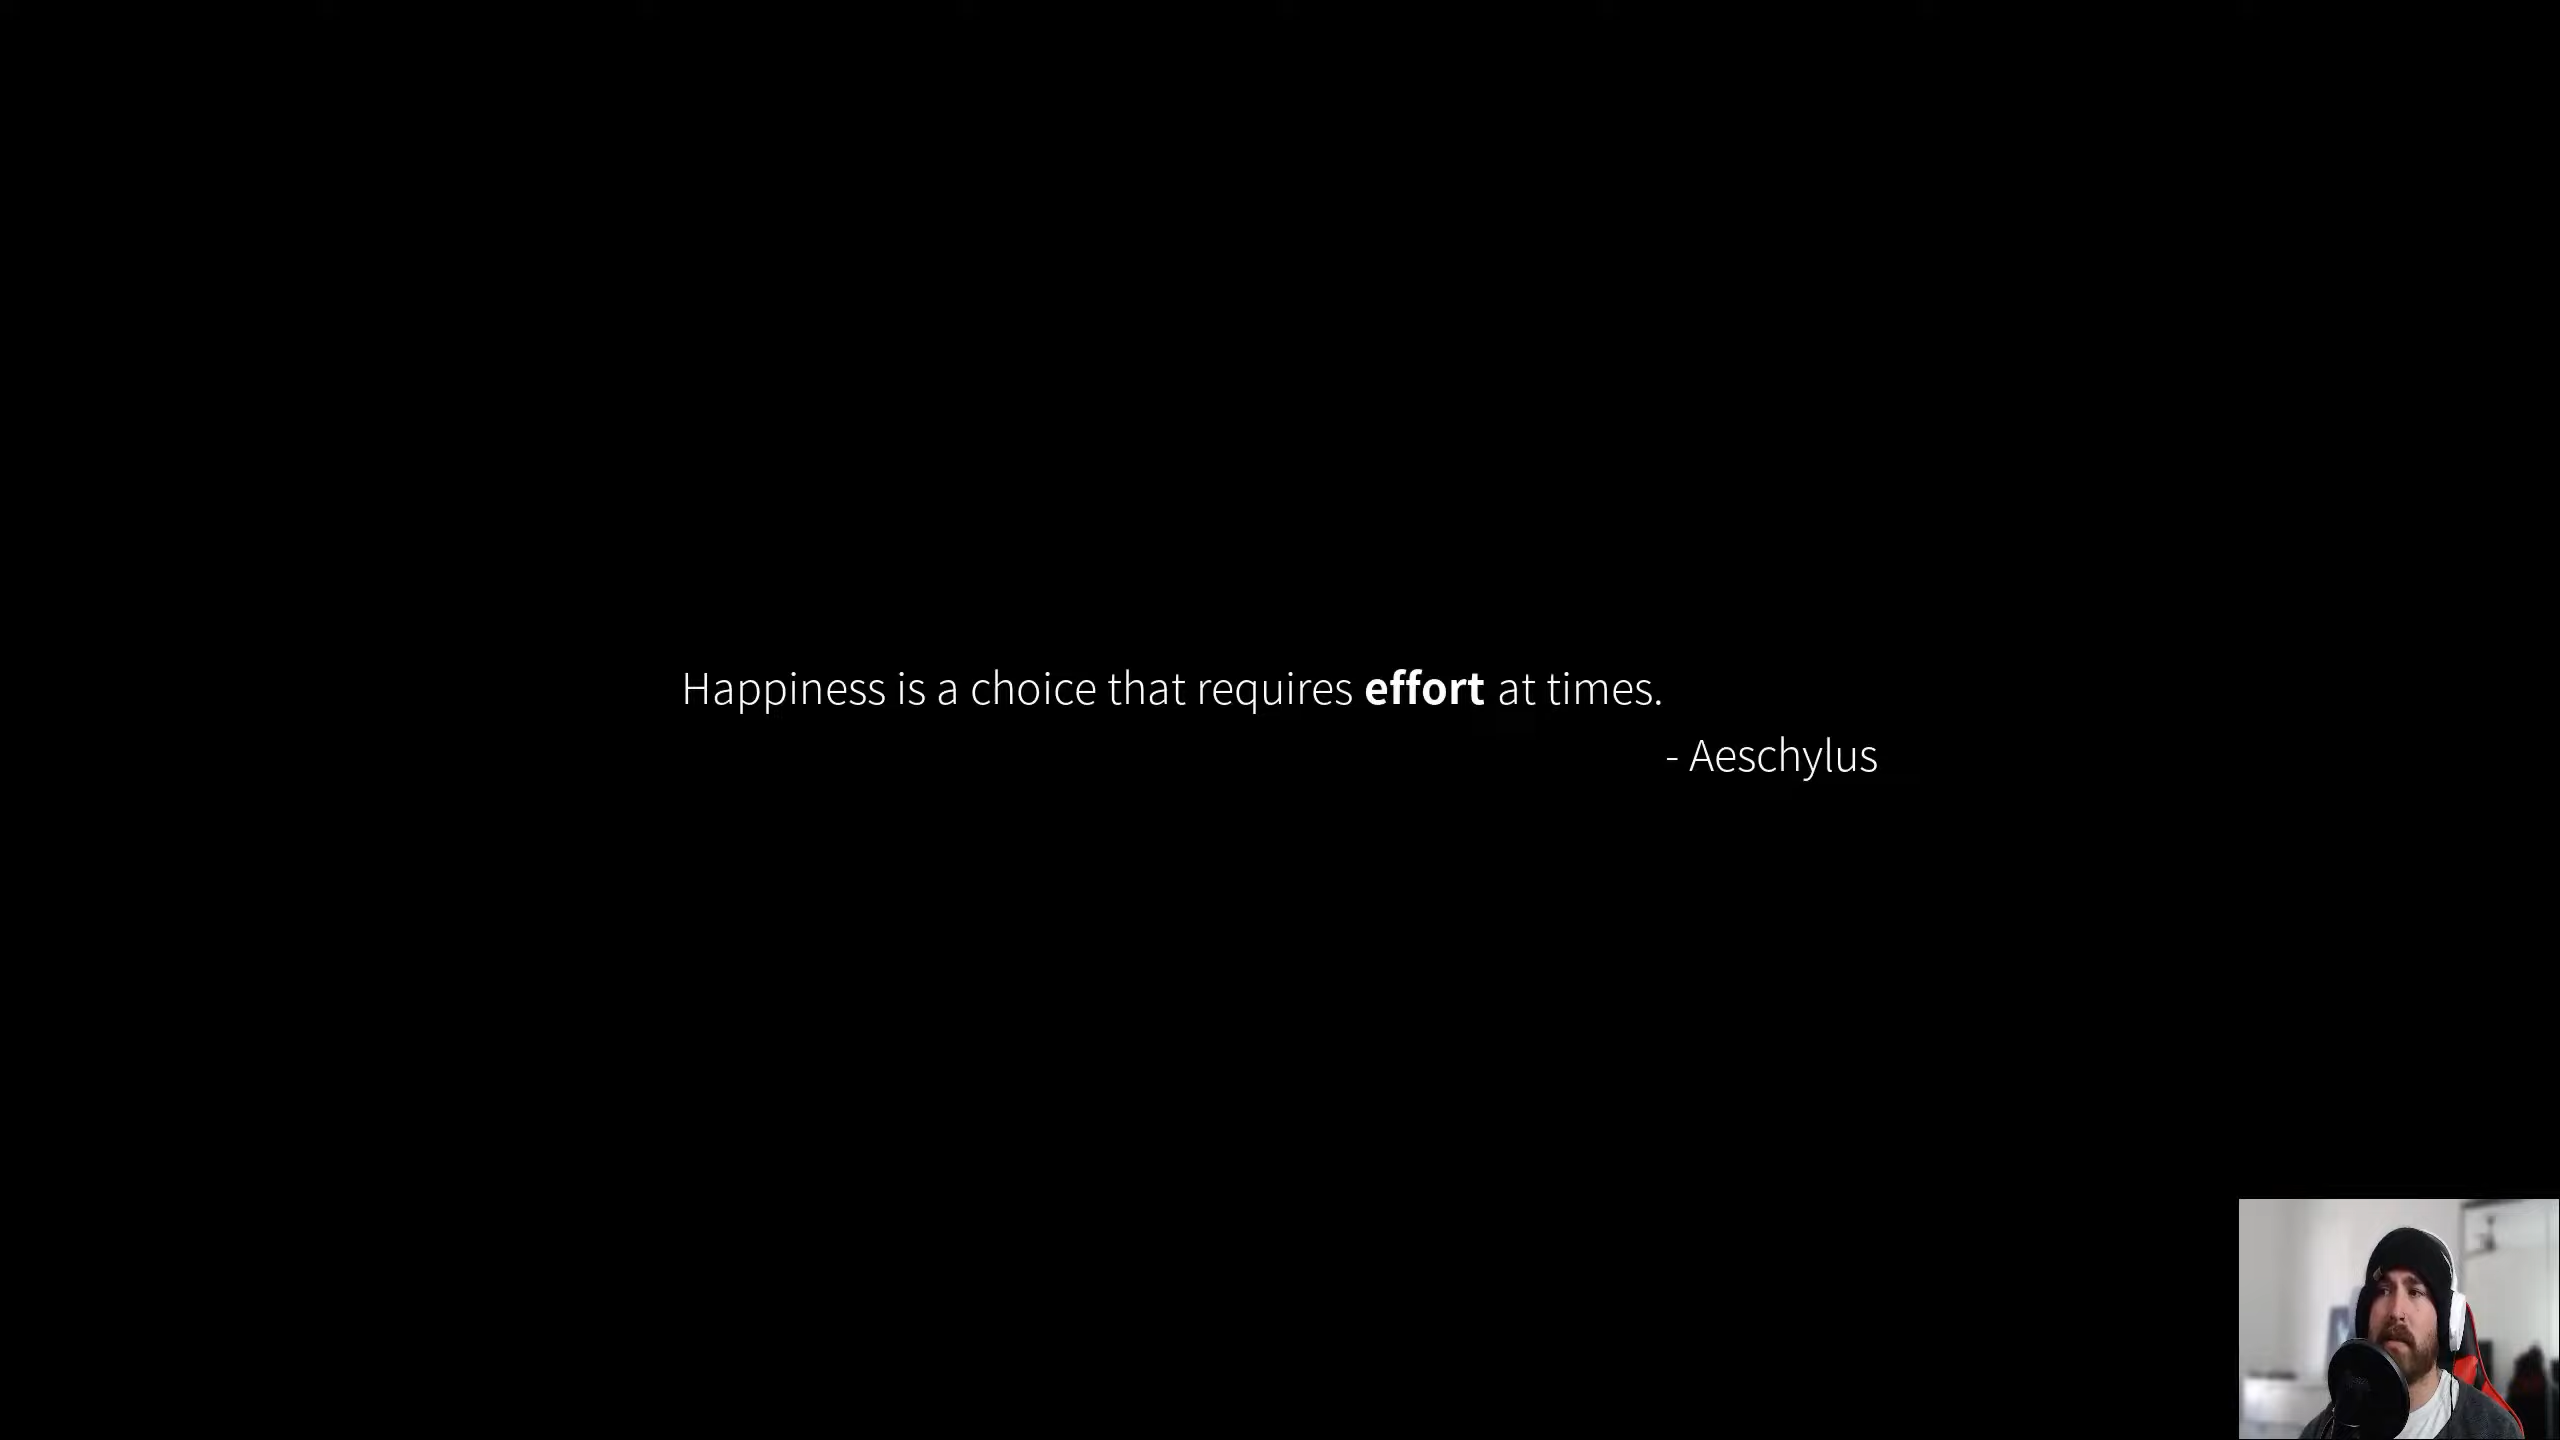 Happiness is a choice that requires effort at times.
- Aeschylus